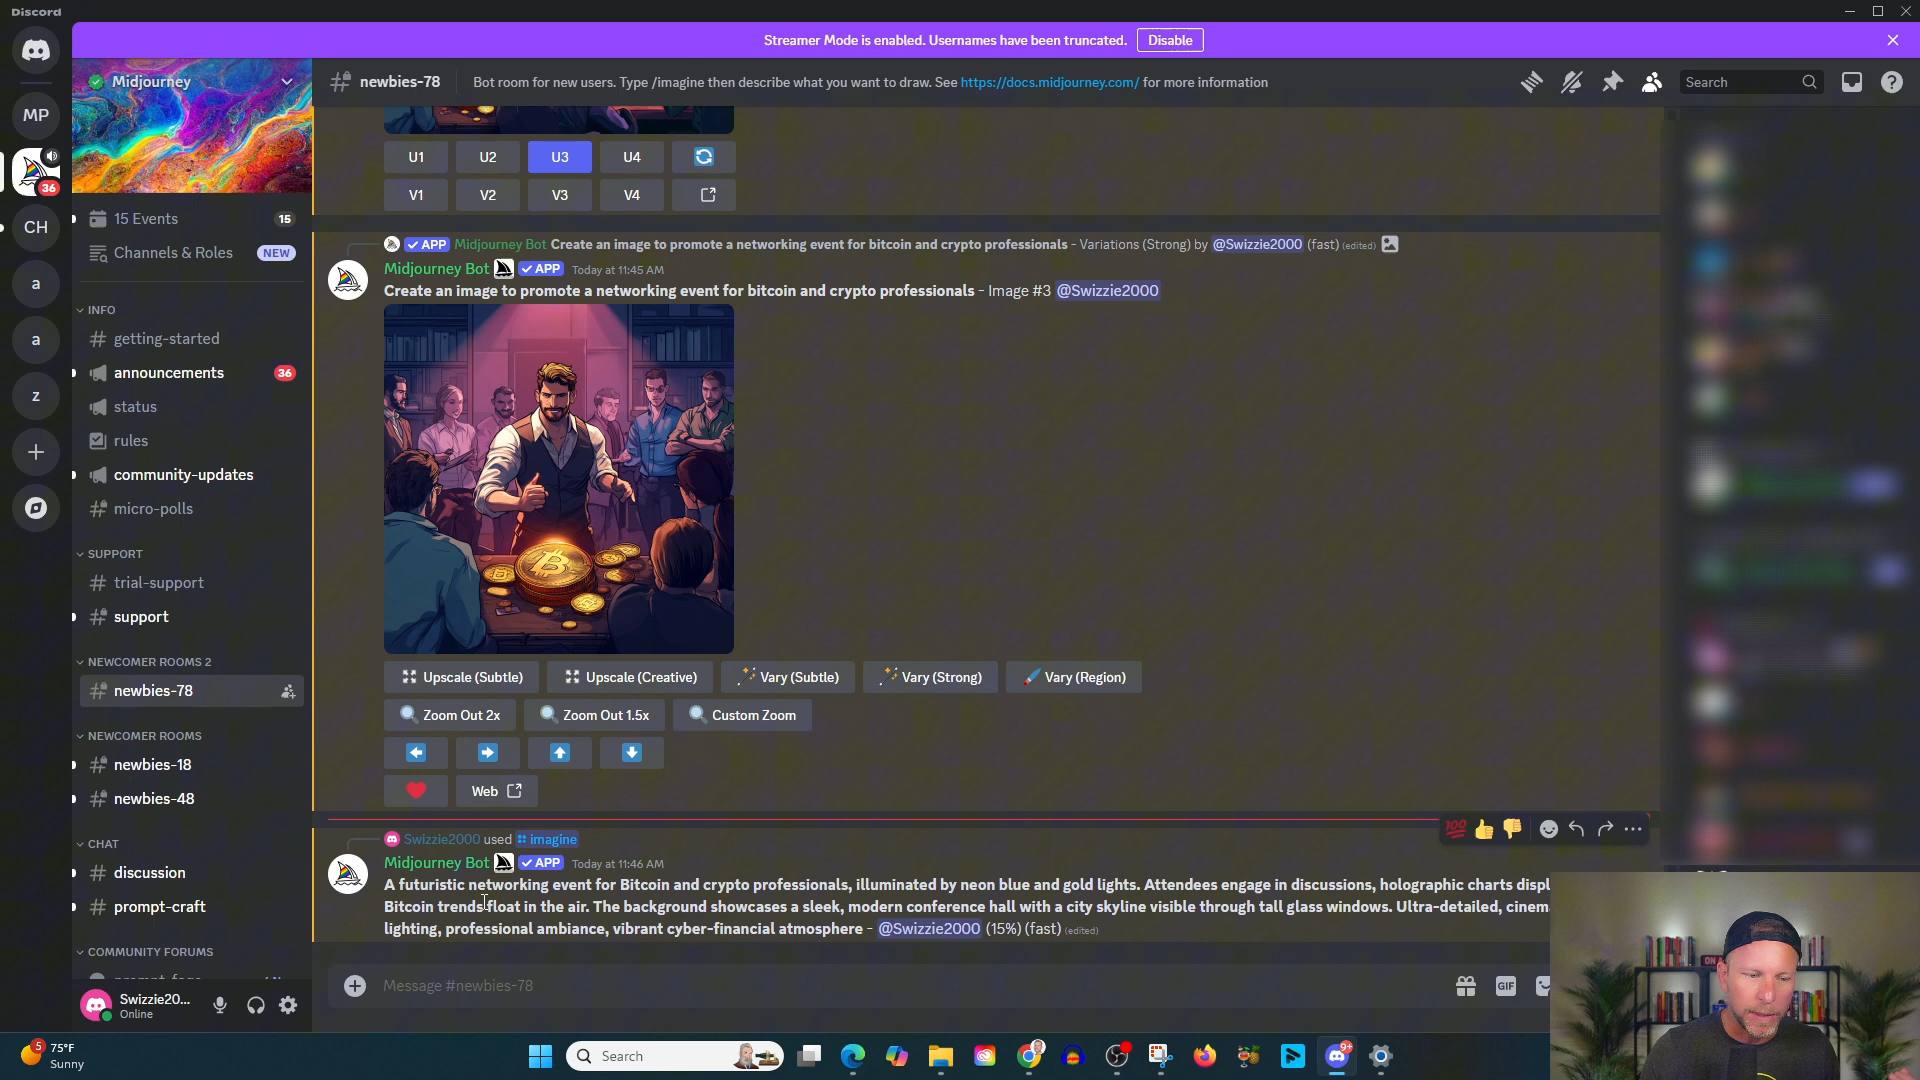 Discord
Streamer Mode is enabled. Usernames have been truncated. Disable
Midjourney
newbies-78
Bot room for new users. Type /imagine then describe what you want to draw. See https://docs.midjourney.com/ for more information
Search
MP
36
CH
a
a
z
15 Events 15
Channels & Roles NEW
INFO
getting-started
announcements 36
status
rules
community-updates
micro-polls
SUPPORT
trial-support
support
NEWCOMER ROOMS 2
newbies-78
NEWCOMER ROOMS
newbies-18
newbies-48
CHAT
discussion
prompt-craft
COMMUNITY FORUMS
Swizzie20...
Online
U1 U2 U3 U4
V1 V2 V3 V4
APP Midjourney Bot Create an image to promote a networking event for bitcoin and crypto professionals - Variations (Strong) by @Swizzie2000 (fast) (edited)
Midjourney Bot APP Today at 11:45 AM
Create an image to promote a networking event for bitcoin and crypto professionals - Image #3 @Swizzie2000
Upscale (Subtle) Upscale (Creative) Vary (Subtle) Vary (Strong) Vary (Region)
Zoom Out 2x Zoom Out 1.5x Custom Zoom
Web
100
Swizzie2000 used imagine
Midjourney Bot APP Today at 11:46 AM
A futuristic networking event for Bitcoin and crypto professionals, illuminated by neon blue and gold lights. Attendees engage in discussions, holographic charts displ
Bitcoin trends float in the air. The background showcases a sleek, modern conference hall with a city skyline visible through tall glass windows. Ultra-detailed, cinem
lighting, professional ambiance, vibrant cyber-financial atmosphere - @Swizzie2000 (15%) (fast) (edited)
Message #newbies-78
GIF
5
75°F
Sunny
Search
9+